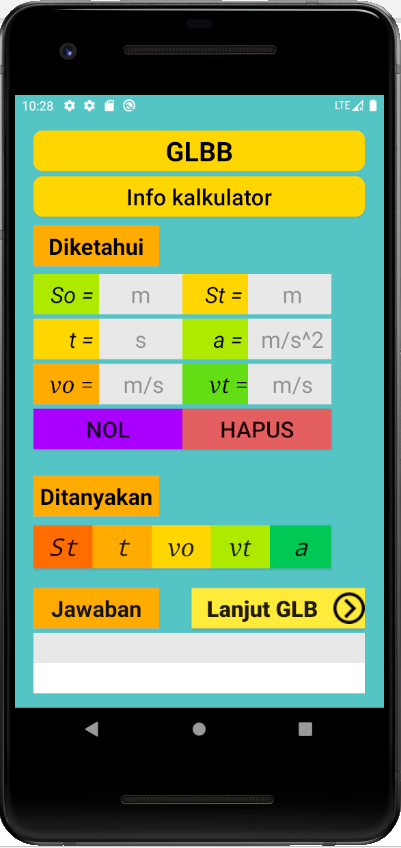 10:28 LTE
GLBB
Info kalkulator
Diketahui
So = m St = m
t = s a = m/s^2
vo = m/s vt = m/s
NOL HAPUS
Ditanyakan
St t vo vt a
Jawaban Lanjut GLB